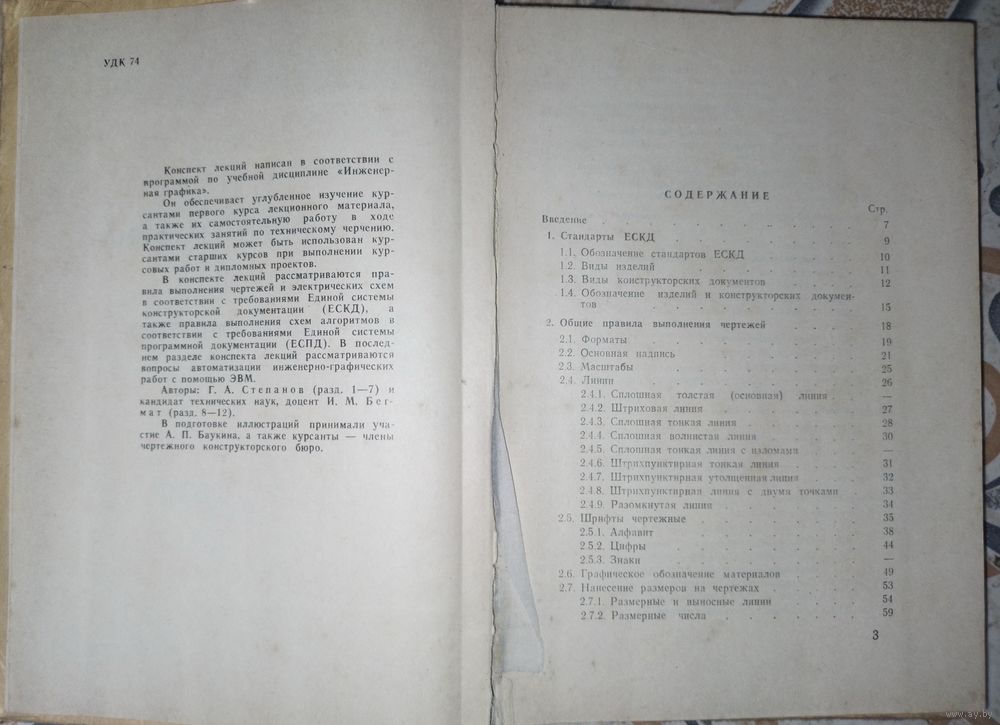 УДК 74
Конспект лекций написан в соответствии с
программой по учебной дисциплине «Инженер-
ная графика».
Он обеспечивает углубленное изучение кур-
сантами первого курса лекционного материала,
а также их самостоятельную работу в ходе
практических занятий по техническому черчению.
Конспект лекций может быть использован кур-
сантами старших курсов при выполнении кур-
совых работ и дипломных проектов.
В конспекте лекций рассматриваются пра-
вила выполнения чертежей и электрических схем
в соответствии с требованиями Единой системы
конструкторской документации (ЕСКД), а
также правила выполнения схем алгоритмов в
соответствии с требованиями Единой системы
программной документации (ЕСПД). В послед-
нем разделе конспекта лекций рассматриваются
вопросы автоматизации инженерно-графических
работ с помощью ЭВМ.
Авторы: Г. А. Степанов (разд. 1—7) и
кандидат технических наук, доцент И. М. Бег-
мат (разд. 8—12).
В подготовке иллюстраций принимали уча-
стие А. П. Баукина, а также курсанты — члены
чертежного конструкторского бюро.
СОДЕРЖАНИЕ
Стр.
Введение . . . . . . . . . . 7
1. Стандарты ЕСКД . . . . . . . . 9
1.1. Обозначение стандартов ЕСКД . . . . . 10
1.2. Виды изделий . . . . . . . . 11
1.3. Виды конструкторских документов . . . . 12
1.4. Обозначение изделий и конструкторских докумен-
тов . . . . . . . . . . 15
2. Общие правила выполнения чертежей . . . . 18
2.1. Форматы . . . . . . . . . 19
2.2. Основная надпись . . . . . . . 21
2.3. Масштабы . . . . . . . . . 25
2.4. Линии . . . . . . . . . 26
2.4.1. Сплошная толстая (основная) линия . . . —
2.4.2. Штриховая линия . . . . . . 27
2.4.3. Сплошная тонкая линия . . . . . 28
2.4.4. Сплошная волнистая линия . . . . 30
2.4.5. Сплошная тонкая линия с изломами . . . —
2.4.6. Штрихпунктирная тонкая линия . . . . 31
2.4.7. Штрихпунктирная утолщенная линия . . . 32
2.4.8. Штрихпунктирная линия с двумя точками . . 33
2.4.9. Разомкнутая линия . . . . . . 34
2.5. Шрифты чертежные . . . . . . . 35
2.5.1. Алфавит . . . . . . . . 38
2.5.2. Цифры . . . . . . . . 44
2.5.3. Знаки . . . . . . . . —
2.6. Графическое обозначение материалов . . . . 49
2.7. Нанесение размеров на чертежах . . . . . 53
2.7.1. Размерные и выносные линии . . . . 54
2.7.2. Размерные числа . . . . . . 59
3
www.ay.by